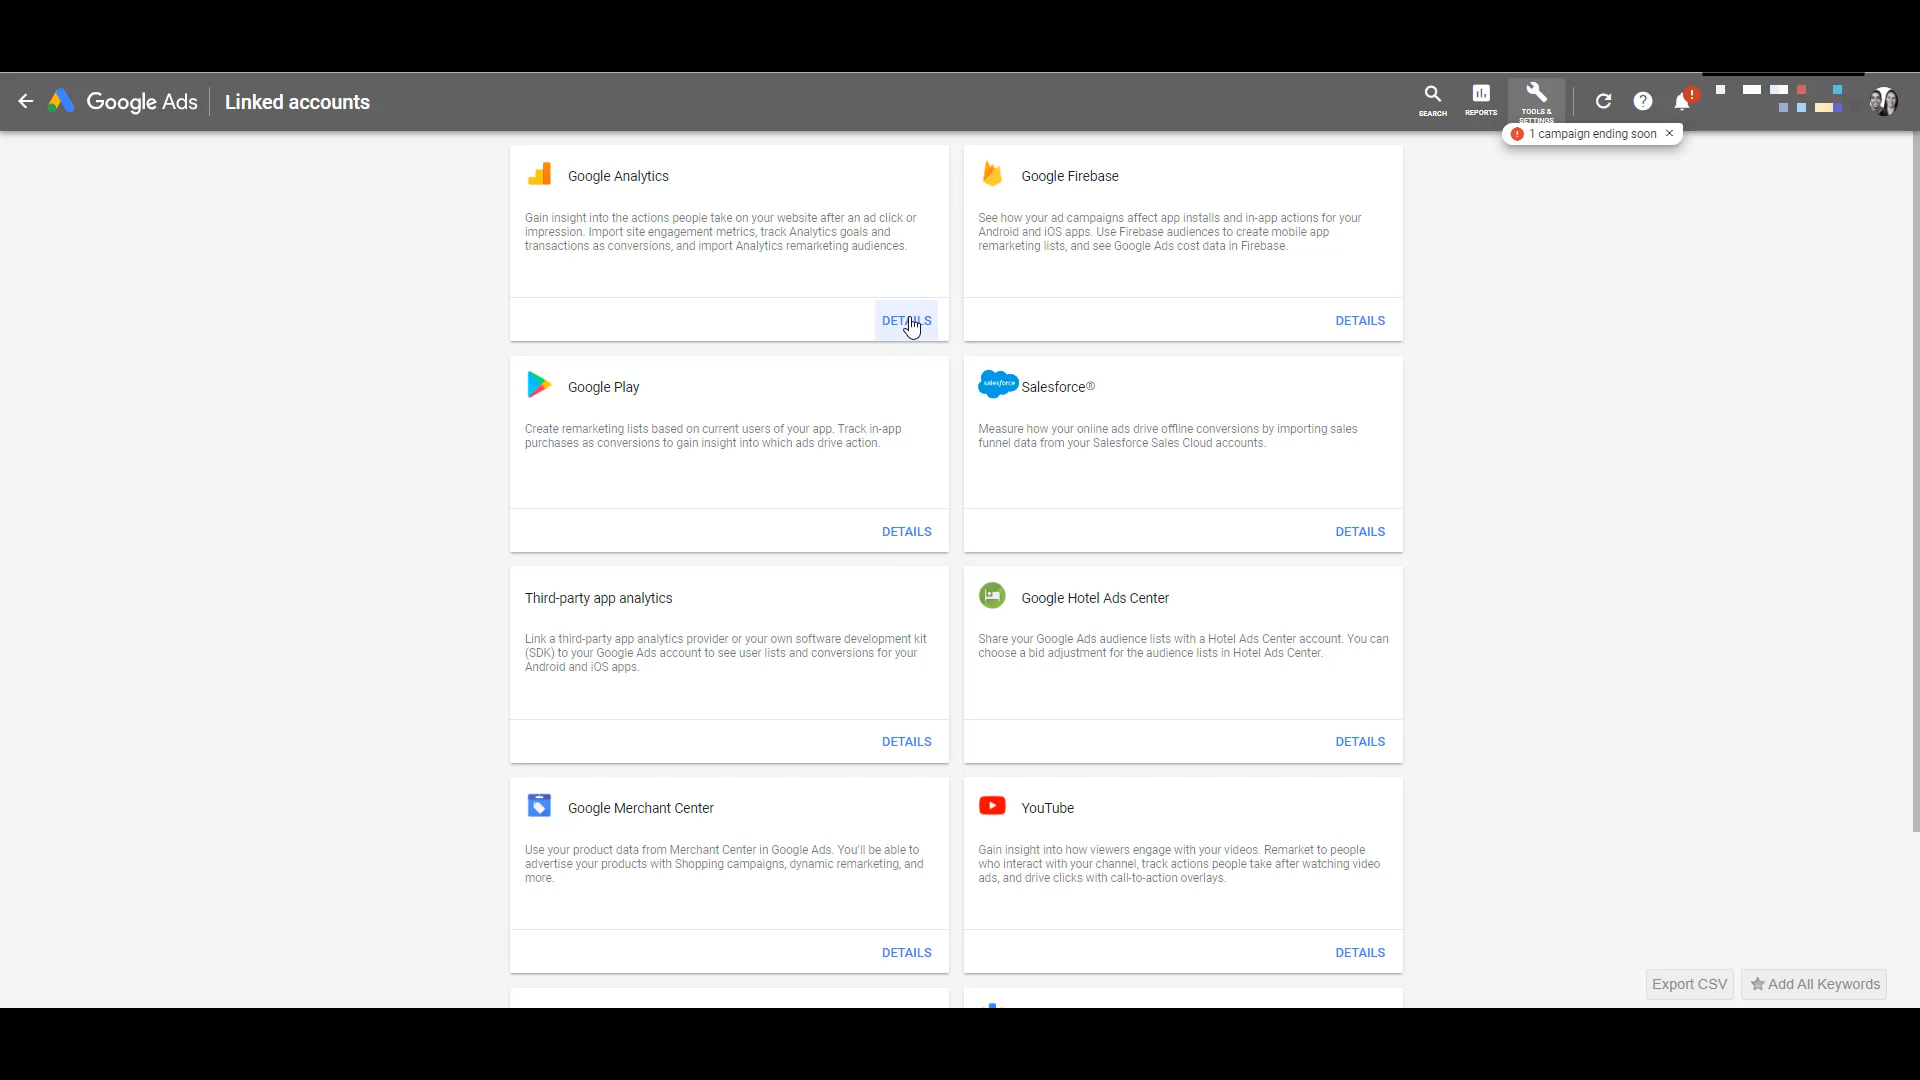 Google Ads
Linked accounts
SEARCH
REPORTS
TOOLS &
SETTINGS
1 campaign ending soon
Google Analytics
Gain insight into the actions people take on your website after an ad click or
impression. Import site engagement metrics, track Analytics goals and
transactions as conversions, and import Analytics remarketing audiences.
DETAILS
Google Firebase
See how your ad campaigns affect app installs and in-app actions for your
Android and iOS apps. Use Firebase audiences to create mobile app
remarketing lists, and see Google Ads cost data in Firebase.
DETAILS
Google Play
Create remarketing lists based on current users of your app. Track in-app
purchases as conversions to gain insight into which ads drive action.
DETAILS
salesforce
Salesforce®
Measure how your online ads drive offline conversions by importing sales
funnel data from your Salesforce Sales Cloud accounts.
DETAILS
Third-party app analytics
Link a third-party app analytics provider or your own software development kit
(SDK) to your Google Ads account to see user lists and conversions for your
Android and iOS apps.
DETAILS
Google Hotel Ads Center
Share your Google Ads audience lists with a Hotel Ads Center account. You can
choose a bid adjustment for the audience lists in Hotel Ads Center.
DETAILS
Google Merchant Center
Use your product data from Merchant Center in Google Ads. You'll be able to
advertise your products with Shopping campaigns, dynamic remarketing, and
more.
DETAILS
YouTube
Gain insight into how viewers engage with your videos. Remarket to people
who interact with your channel, track actions people take after watching video
ads, and drive clicks with call-to-action overlays.
DETAILS
Export CSV
Add All Keywords